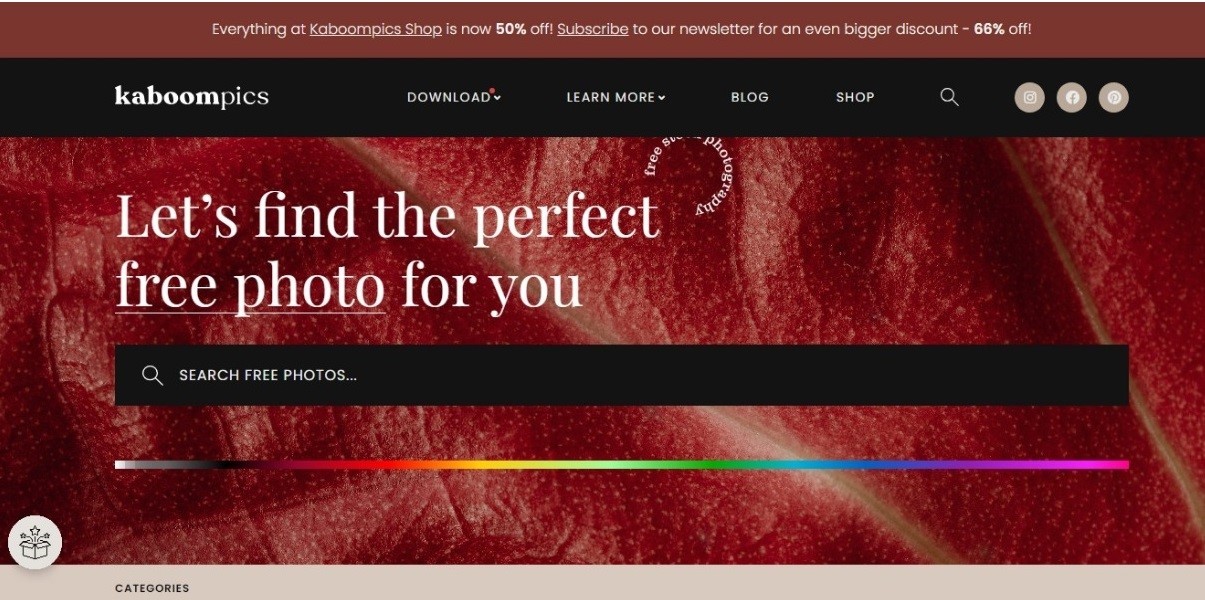 Everything at Kaboompics Shop is now 50% off! Subscribe to our newsletter for an even bigger discount - 66% off!
kaboompics
DOWNLOAD
LEARN MORE
BLOG
SHOP
free stock photography
Let’s find the perfect
free photo for you
SEARCH FREE PHOTOS...
CATEGORIES